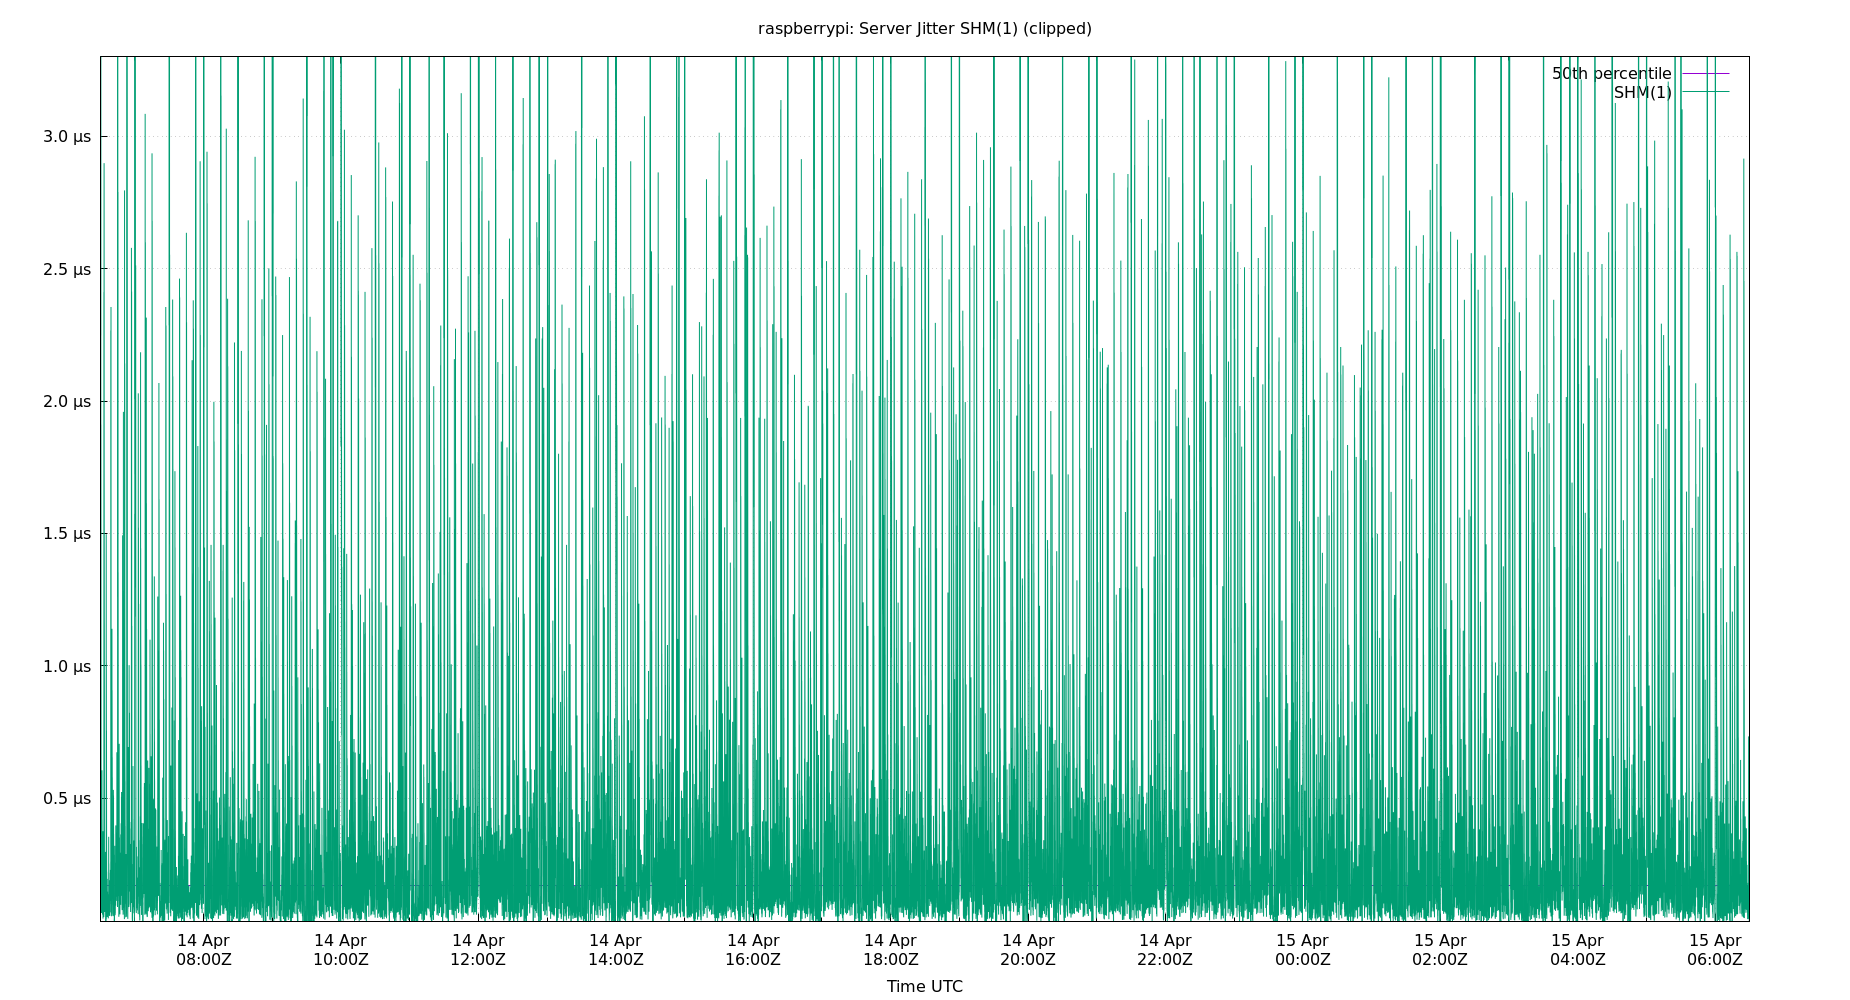 raspberrypi: Server Jitter SHM(1) (clipped)
50th percentile
SHM(1)
3.0 µs
2.5 µs
2.0 µs
1.5 µs
1.0 µs
0.5 µs
14 Apr 14 Apr 14 Apr 14 Apr 14 Apr 14 Apr 14 Apr 14 Apr 15 Apr 15 Apr 15 Apr 15 Apr
08:00Z 10:00Z 12:00Z 14:00Z 16:00Z 18:00Z 20:00Z 22:00Z 00:00Z 02:00Z 04:00Z 06:00Z
Time UTC